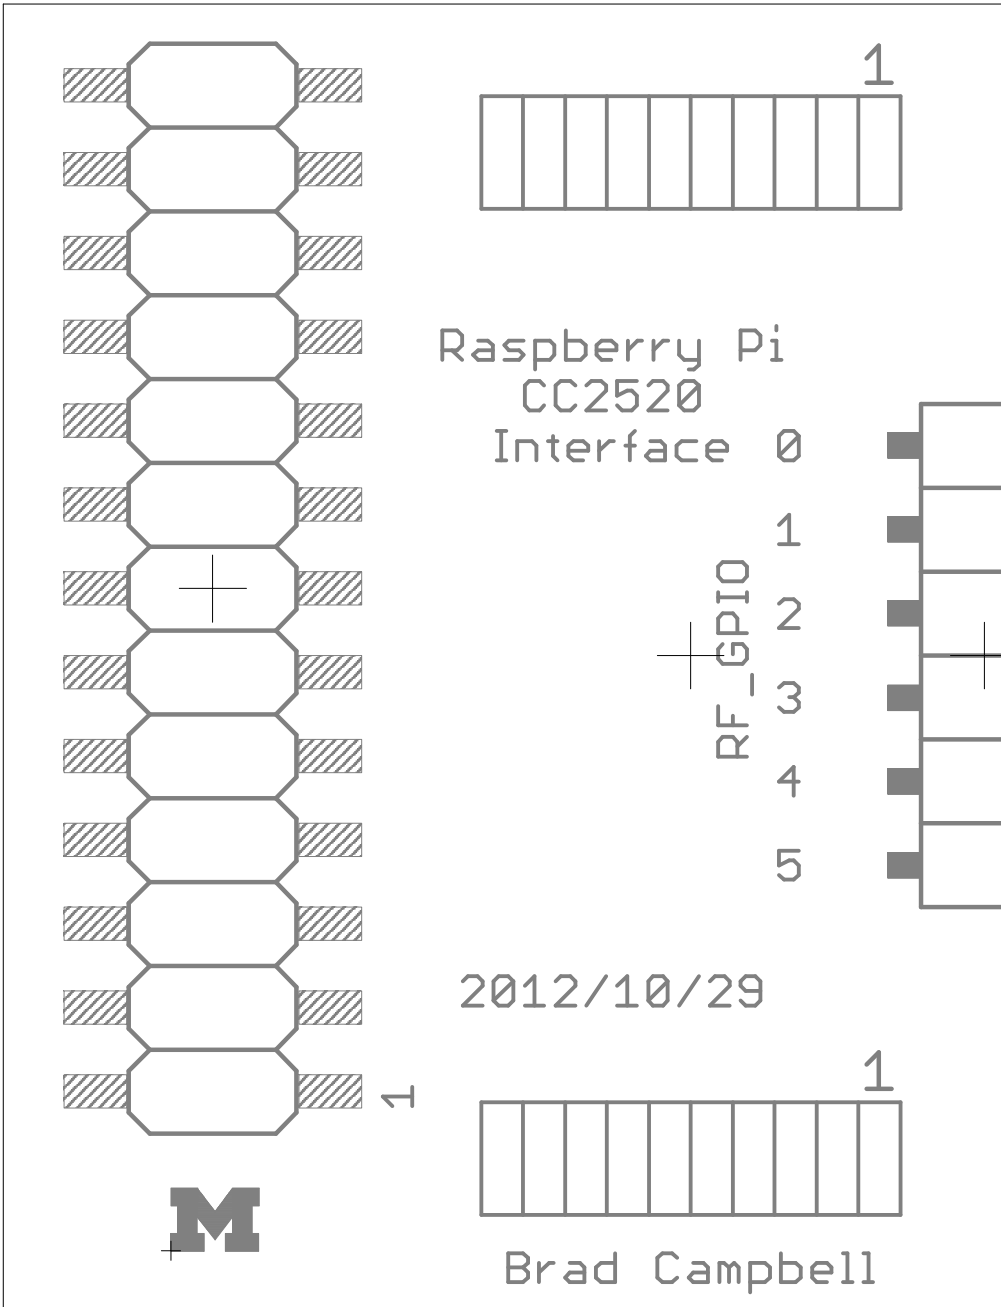 1
Raspberry Pi
CC2520
Interface
0
1
2
3
4
5
RF_GPIO
2012/10/29
1
1
M
Brad Campbell